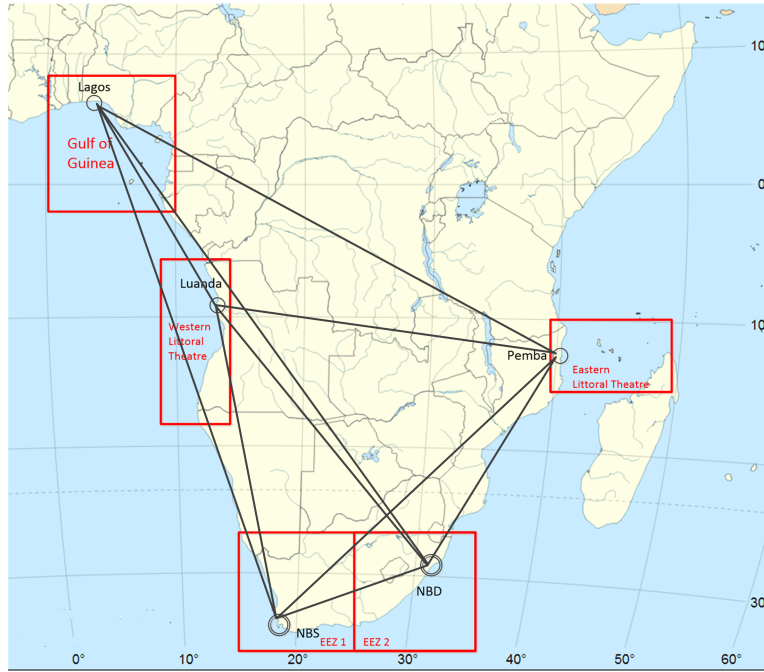 10
Lagos
Gulf of
Guinea
0
Luanda
Western
Littoral
Theatre
10
Pemba
Eastern
Littoral Theatre
NBD
30
NBS
EEZ 1
EEZ 2
0°
10°
20°
30°
40°
50°
60°